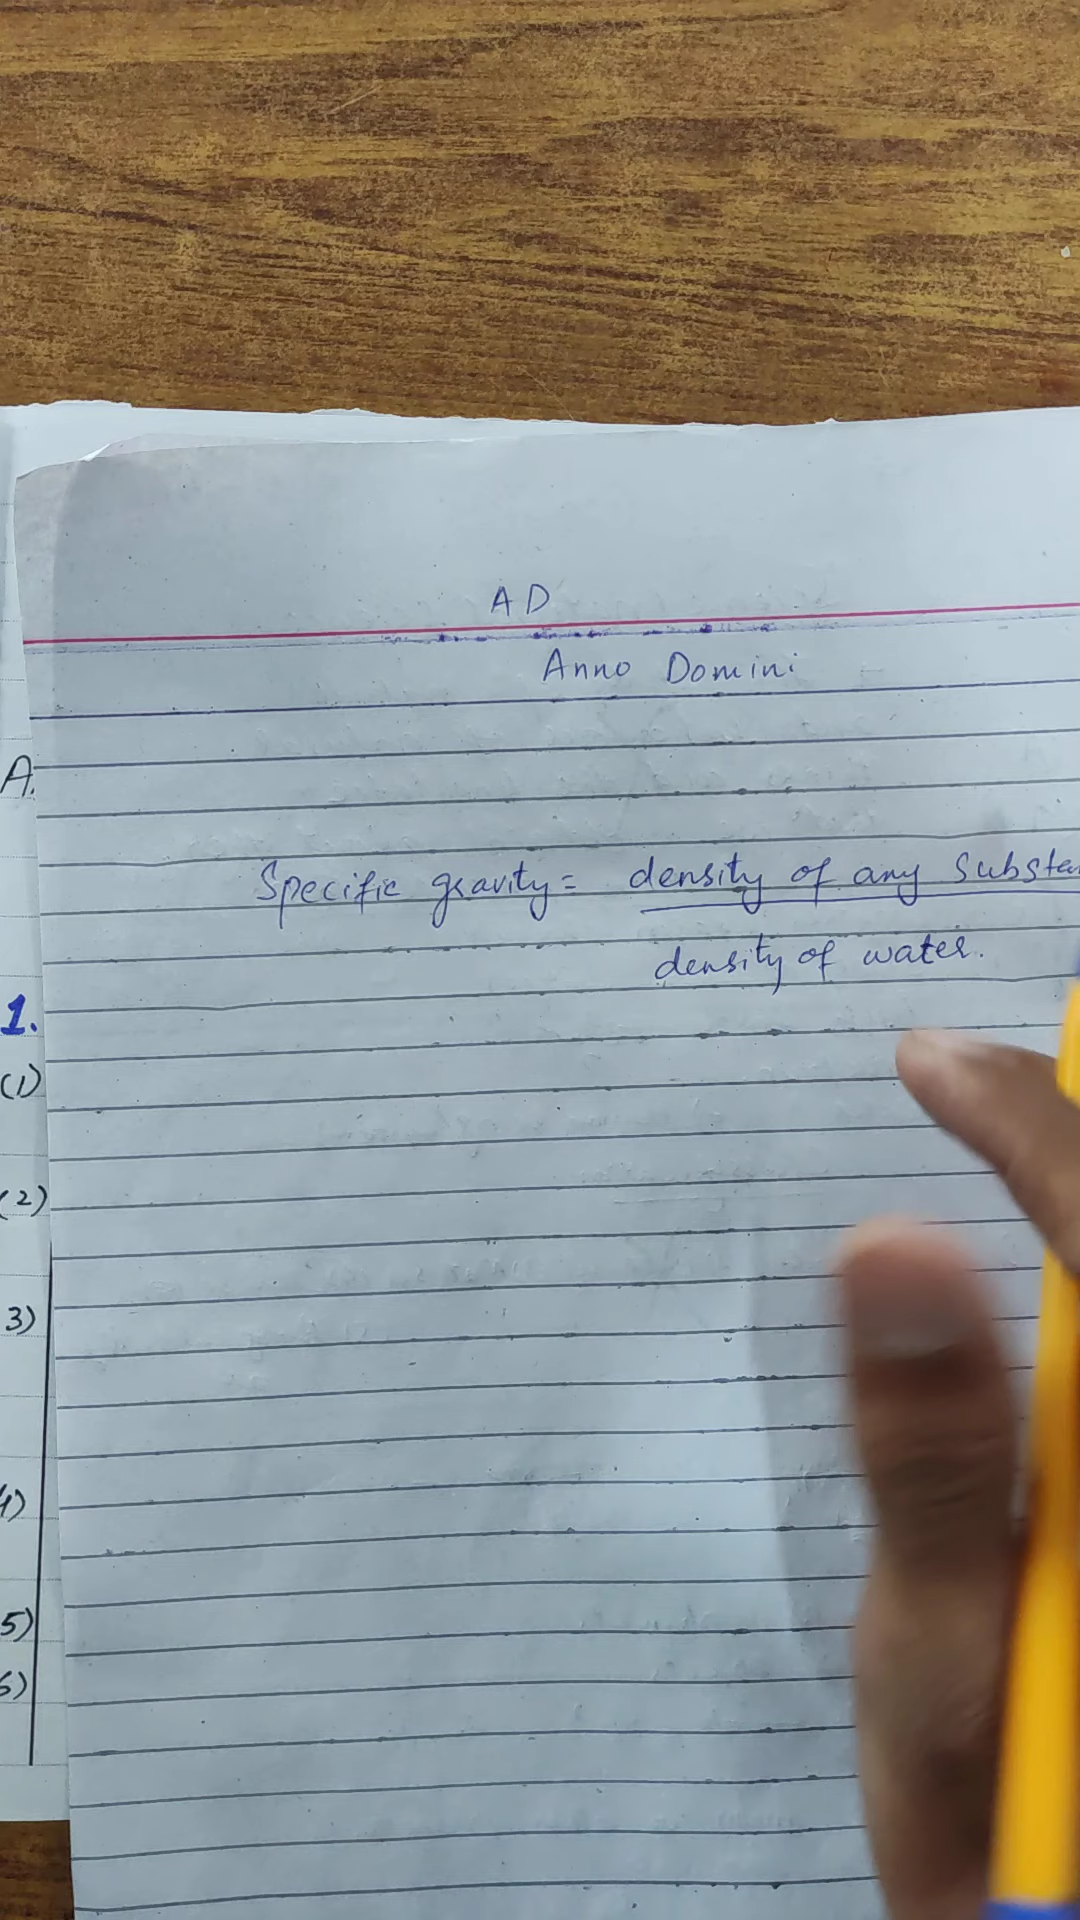 AD
Anno Domini
A.
Specific gravity = density of any
density of water.
1.
(1)
(2)
3)
5)